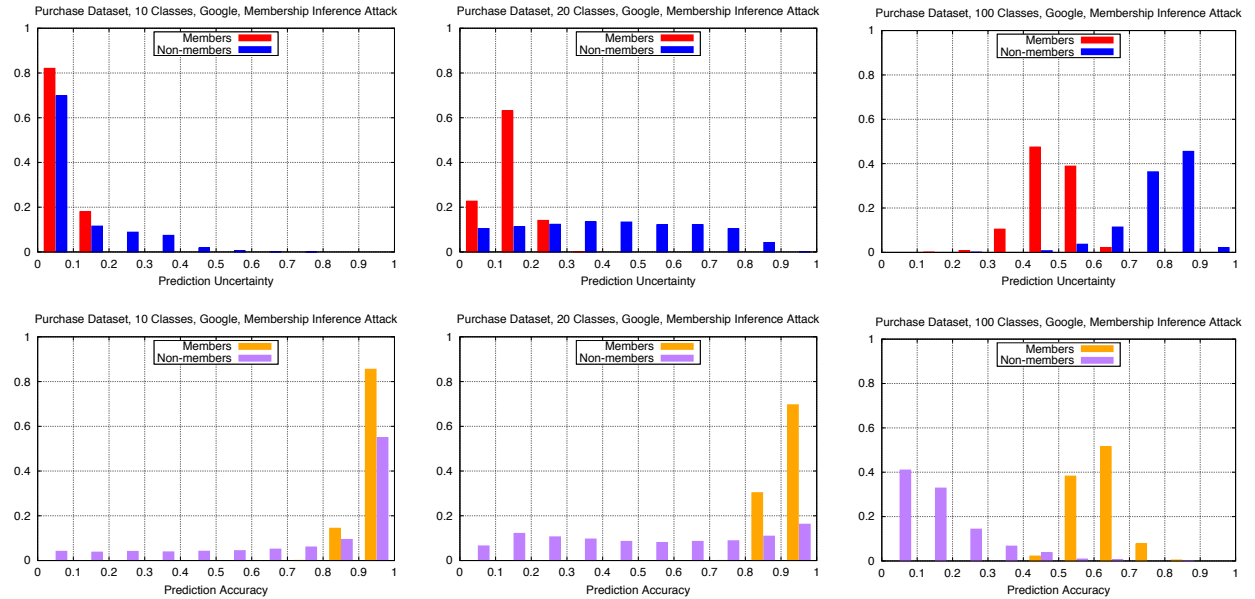 Purchase Dataset, 10 Classes, Google, Membership Inference Attack
Members
Non-members
1
0.8
0.6
0.4
0.2
0
0 0.1 0.2 0.3 0.4 0.5 0.6 0.7 0.8 0.9 1
Prediction Uncertainty
Purchase Dataset, 20 Classes, Google, Membership Inference Attack
Members
Non-members
1
0.8
0.6
0.4
0.2
0
0 0.1 0.2 0.3 0.4 0.5 0.6 0.7 0.8 0.9 1
Prediction Uncertainty
Purchase Dataset, 100 Classes, Google, Membership Inference Attack
Members
Non-members
1
0.8
0.6
0.4
0.2
0
0 0.1 0.2 0.3 0.4 0.5 0.6 0.7 0.8 0.9 1
Prediction Uncertainty
Purchase Dataset, 10 Classes, Google, Membership Inference Attack
Members
Non-members
1
0.8
0.6
0.4
0.2
0
0 0.1 0.2 0.3 0.4 0.5 0.6 0.7 0.8 0.9 1
Prediction Accuracy
Purchase Dataset, 20 Classes, Google, Membership Inference Attack
Members
Non-members
1
0.8
0.6
0.4
0.2
0
0 0.1 0.2 0.3 0.4 0.5 0.6 0.7 0.8 0.9 1
Prediction Accuracy
Purchase Dataset, 100 Classes, Google, Membership Inference Attack
Members
Non-members
1
0.8
0.6
0.4
0.2
0
0 0.1 0.2 0.3 0.4 0.5 0.6 0.7 0.8 0.9 1
Prediction Accuracy